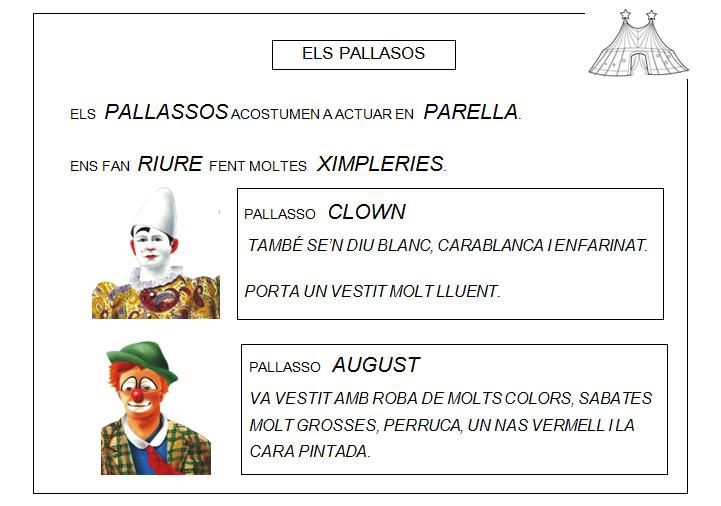 ELS PALLASOS
ELS PALLASSOS ACOSTUMEN A ACTUAR EN PARELLA.
ENS FAN RIURE FENT MOLTES XIMPLERIES.
PALLASSO CLOWN
TAMBÉ SE'N DIU BLANC, CARABLANCA I ENFARINAT.
PORTA UN VESTIT MOLT LLUENT.
PALLASSO AUGUST
VA VESTIT AMB ROBA DE MOLTS COLORS, SABATES
MOLT GROSSES, PERRUCA, UN NAS VERMELL I LA
CARA PINTADA.